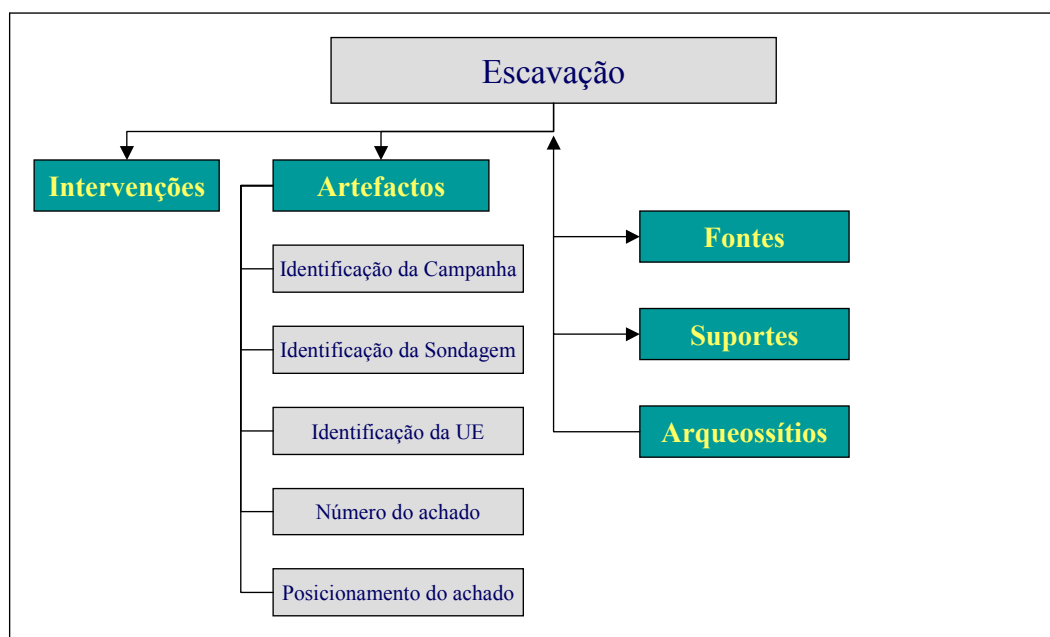 Escavação
Intervenções
Artefactos
Identificação da Campanha
Identificação da Sondagem
Identificação da UE
Número do achado
Posicionamento do achado
Fontes
Suportes
Arqueossítios